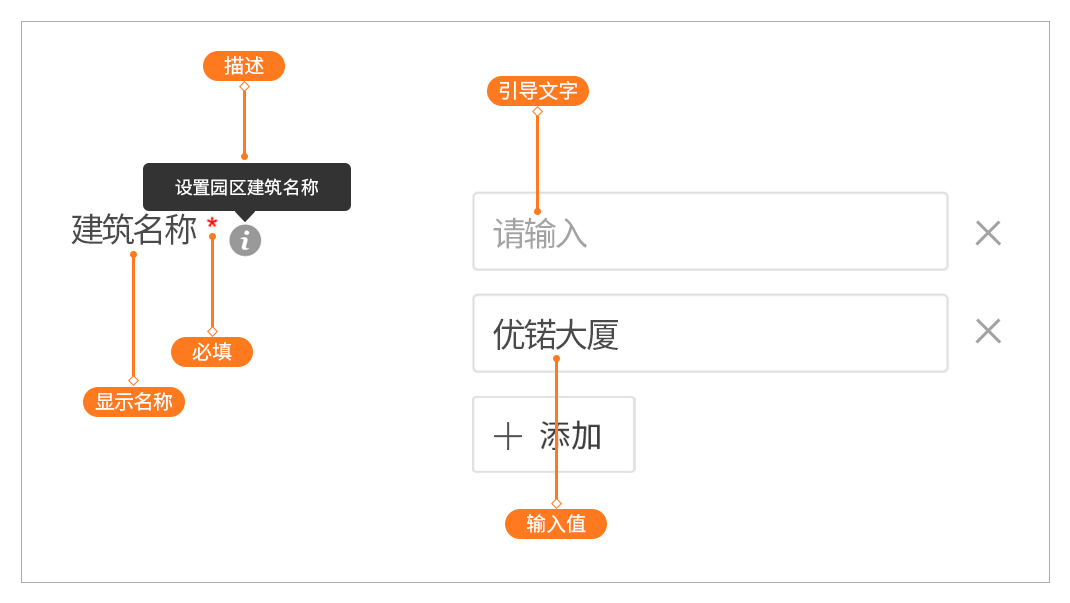 描述
引导文字
设置园区建筑名称
建筑名称 *
请输入
必填
优锘大厦
显示名称
添加
输入值